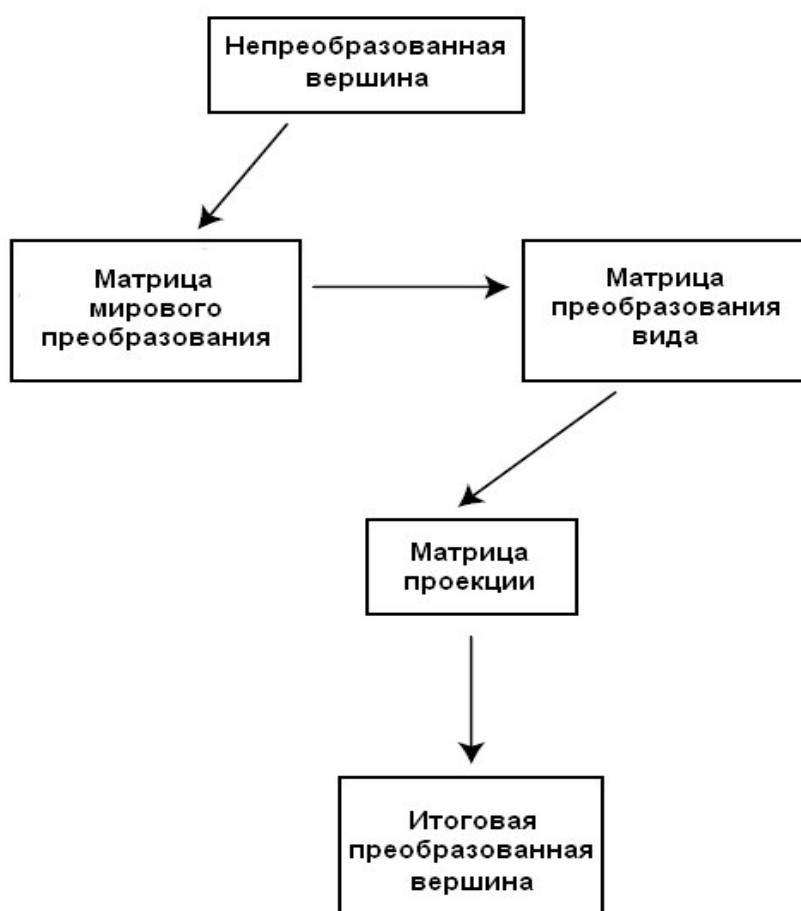 Непреобразованная
вершина
Матрица
мирового
преобразования
Матрица
преобразования
вида
Матрица
проекции
Итоговая
преобразованная
вершина